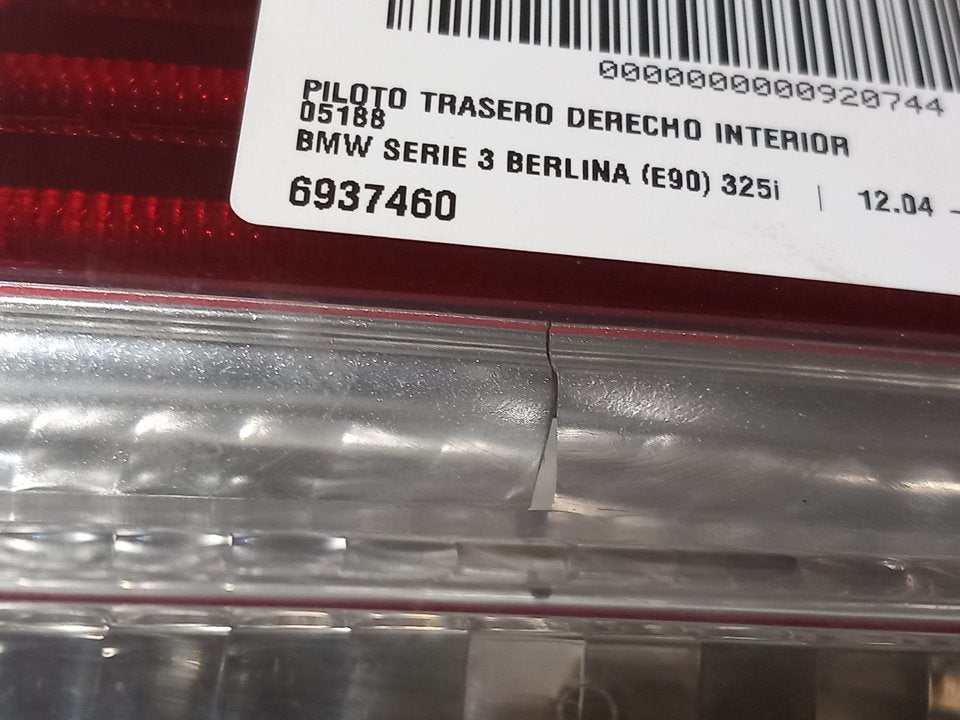 0000000000920744
PILOTO TRASERO DERECHO INTERIOR
05188
BMW SERIE 3 BERLINA (E90) 325i | 12.04 -
6937460